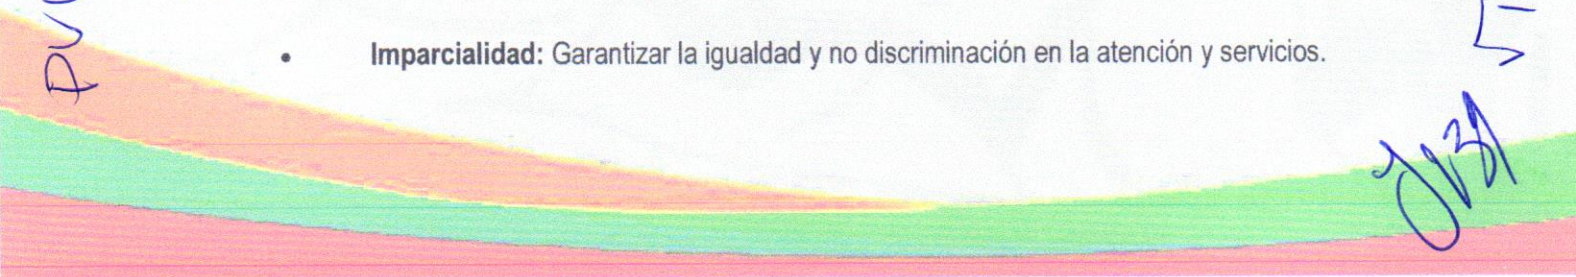 • Imparcialidad: Garantizar la igualdad y no discriminación en la atención y servicios.